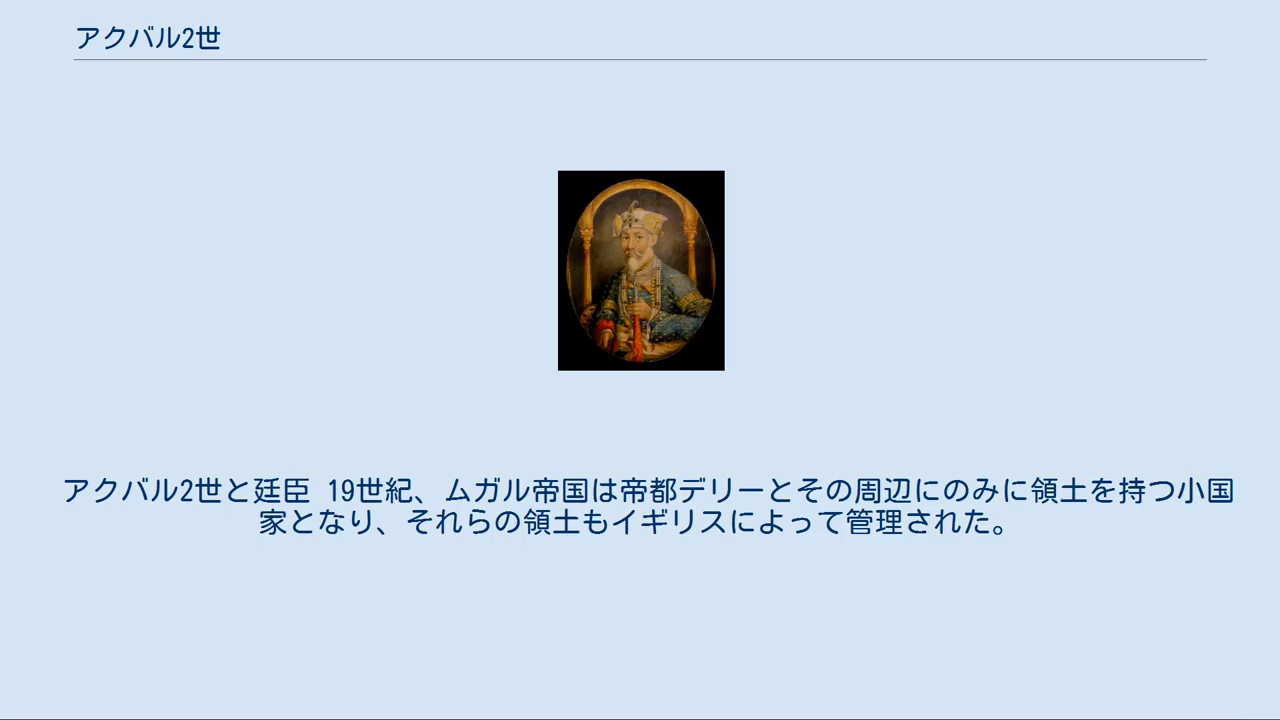 アクバル2世
アクバル2世と廷臣 19世紀、ムガル帝国は帝都デリーとその周辺にのみに領土を持つ小国
家となり、それらの領土もイギリスによって管理された。